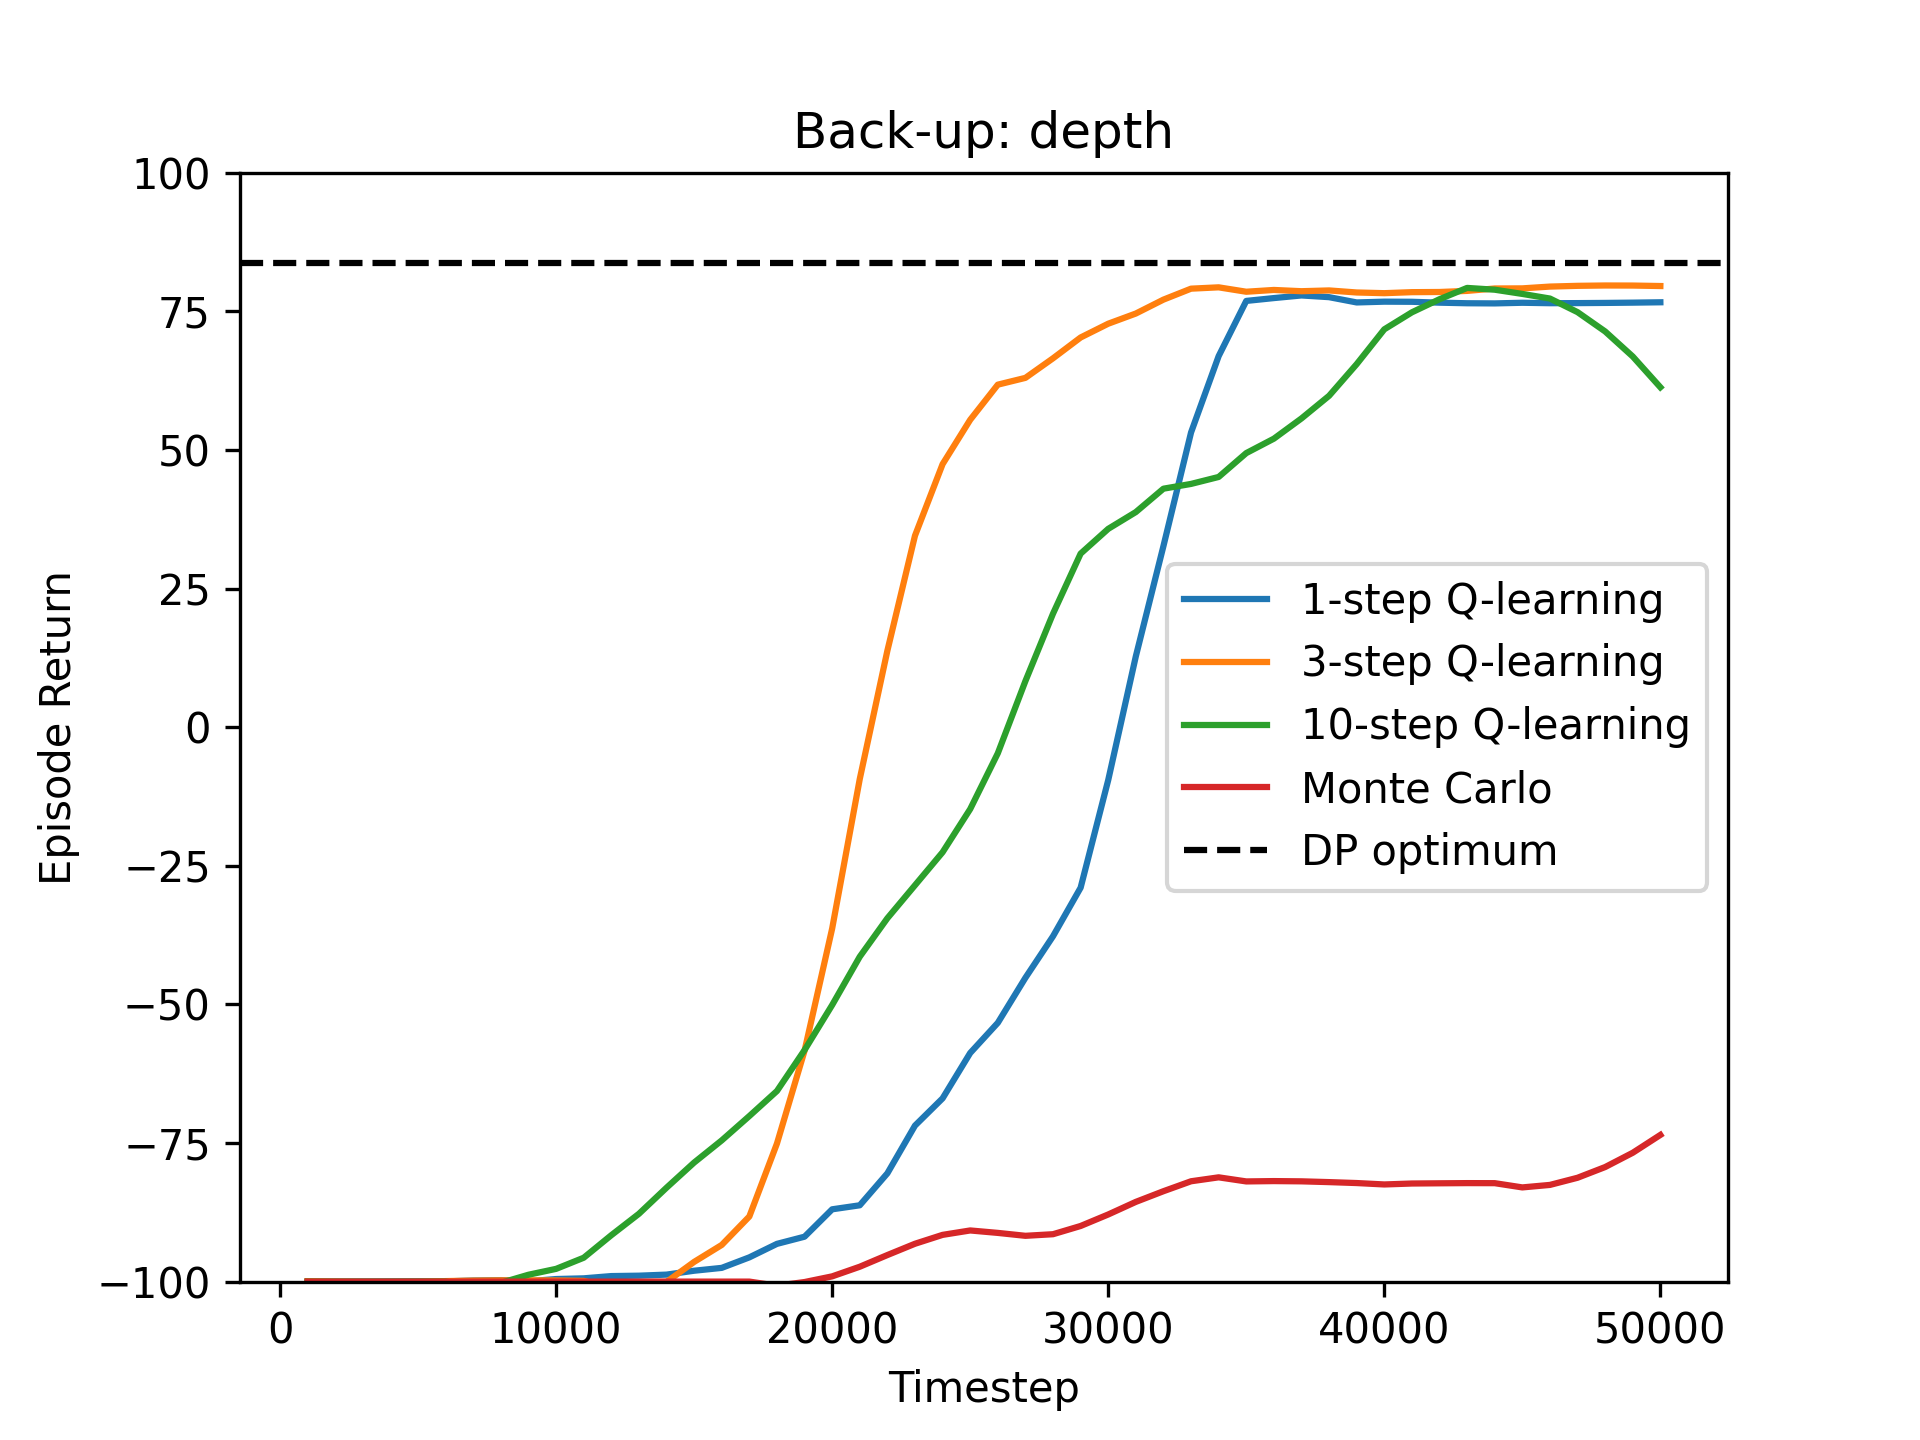 Back-up: depth
100
75
50
25
0
−25
−50
−75
−100
Episode Return
1-step Q-learning
3-step Q-learning
10-step Q-learning
Monte Carlo
DP optimum
0 10000 20000 30000 40000 50000
Timestep